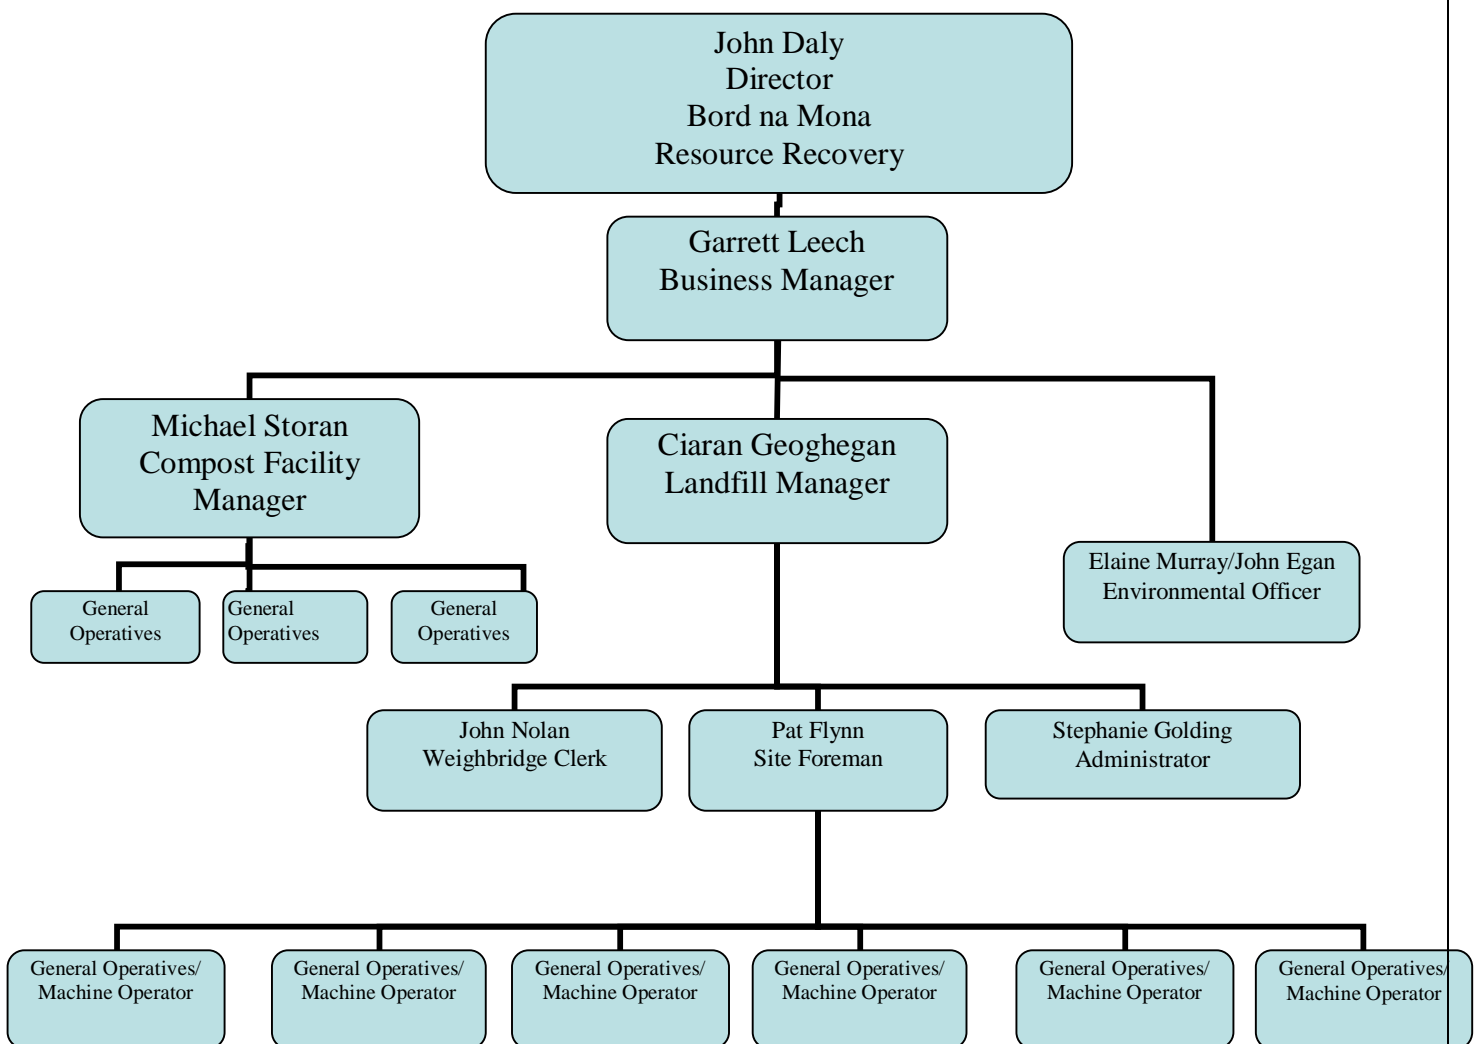 John Daly
Director
Bord na Mona
Resource Recovery
Garrett Leech
Business Manager
Michael Storan
Compost Facility
Manager
Ciaran Geoghegan
Landfill Manager
Elaine Murray/John Egan
Environmental Officer
General
Operatives
General
Operatives
General
Operatives
John Nolan
Weighbridge Clerk
Pat Flynn
Site Foreman
Stephanie Golding
Administrator
General Operatives/
Machine Operator
General Operatives/
Machine Operator
General Operatives/
Machine Operator
General Operatives/
Machine Operator
General Operatives/
Machine Operator
General Operatives/
Machine Operator